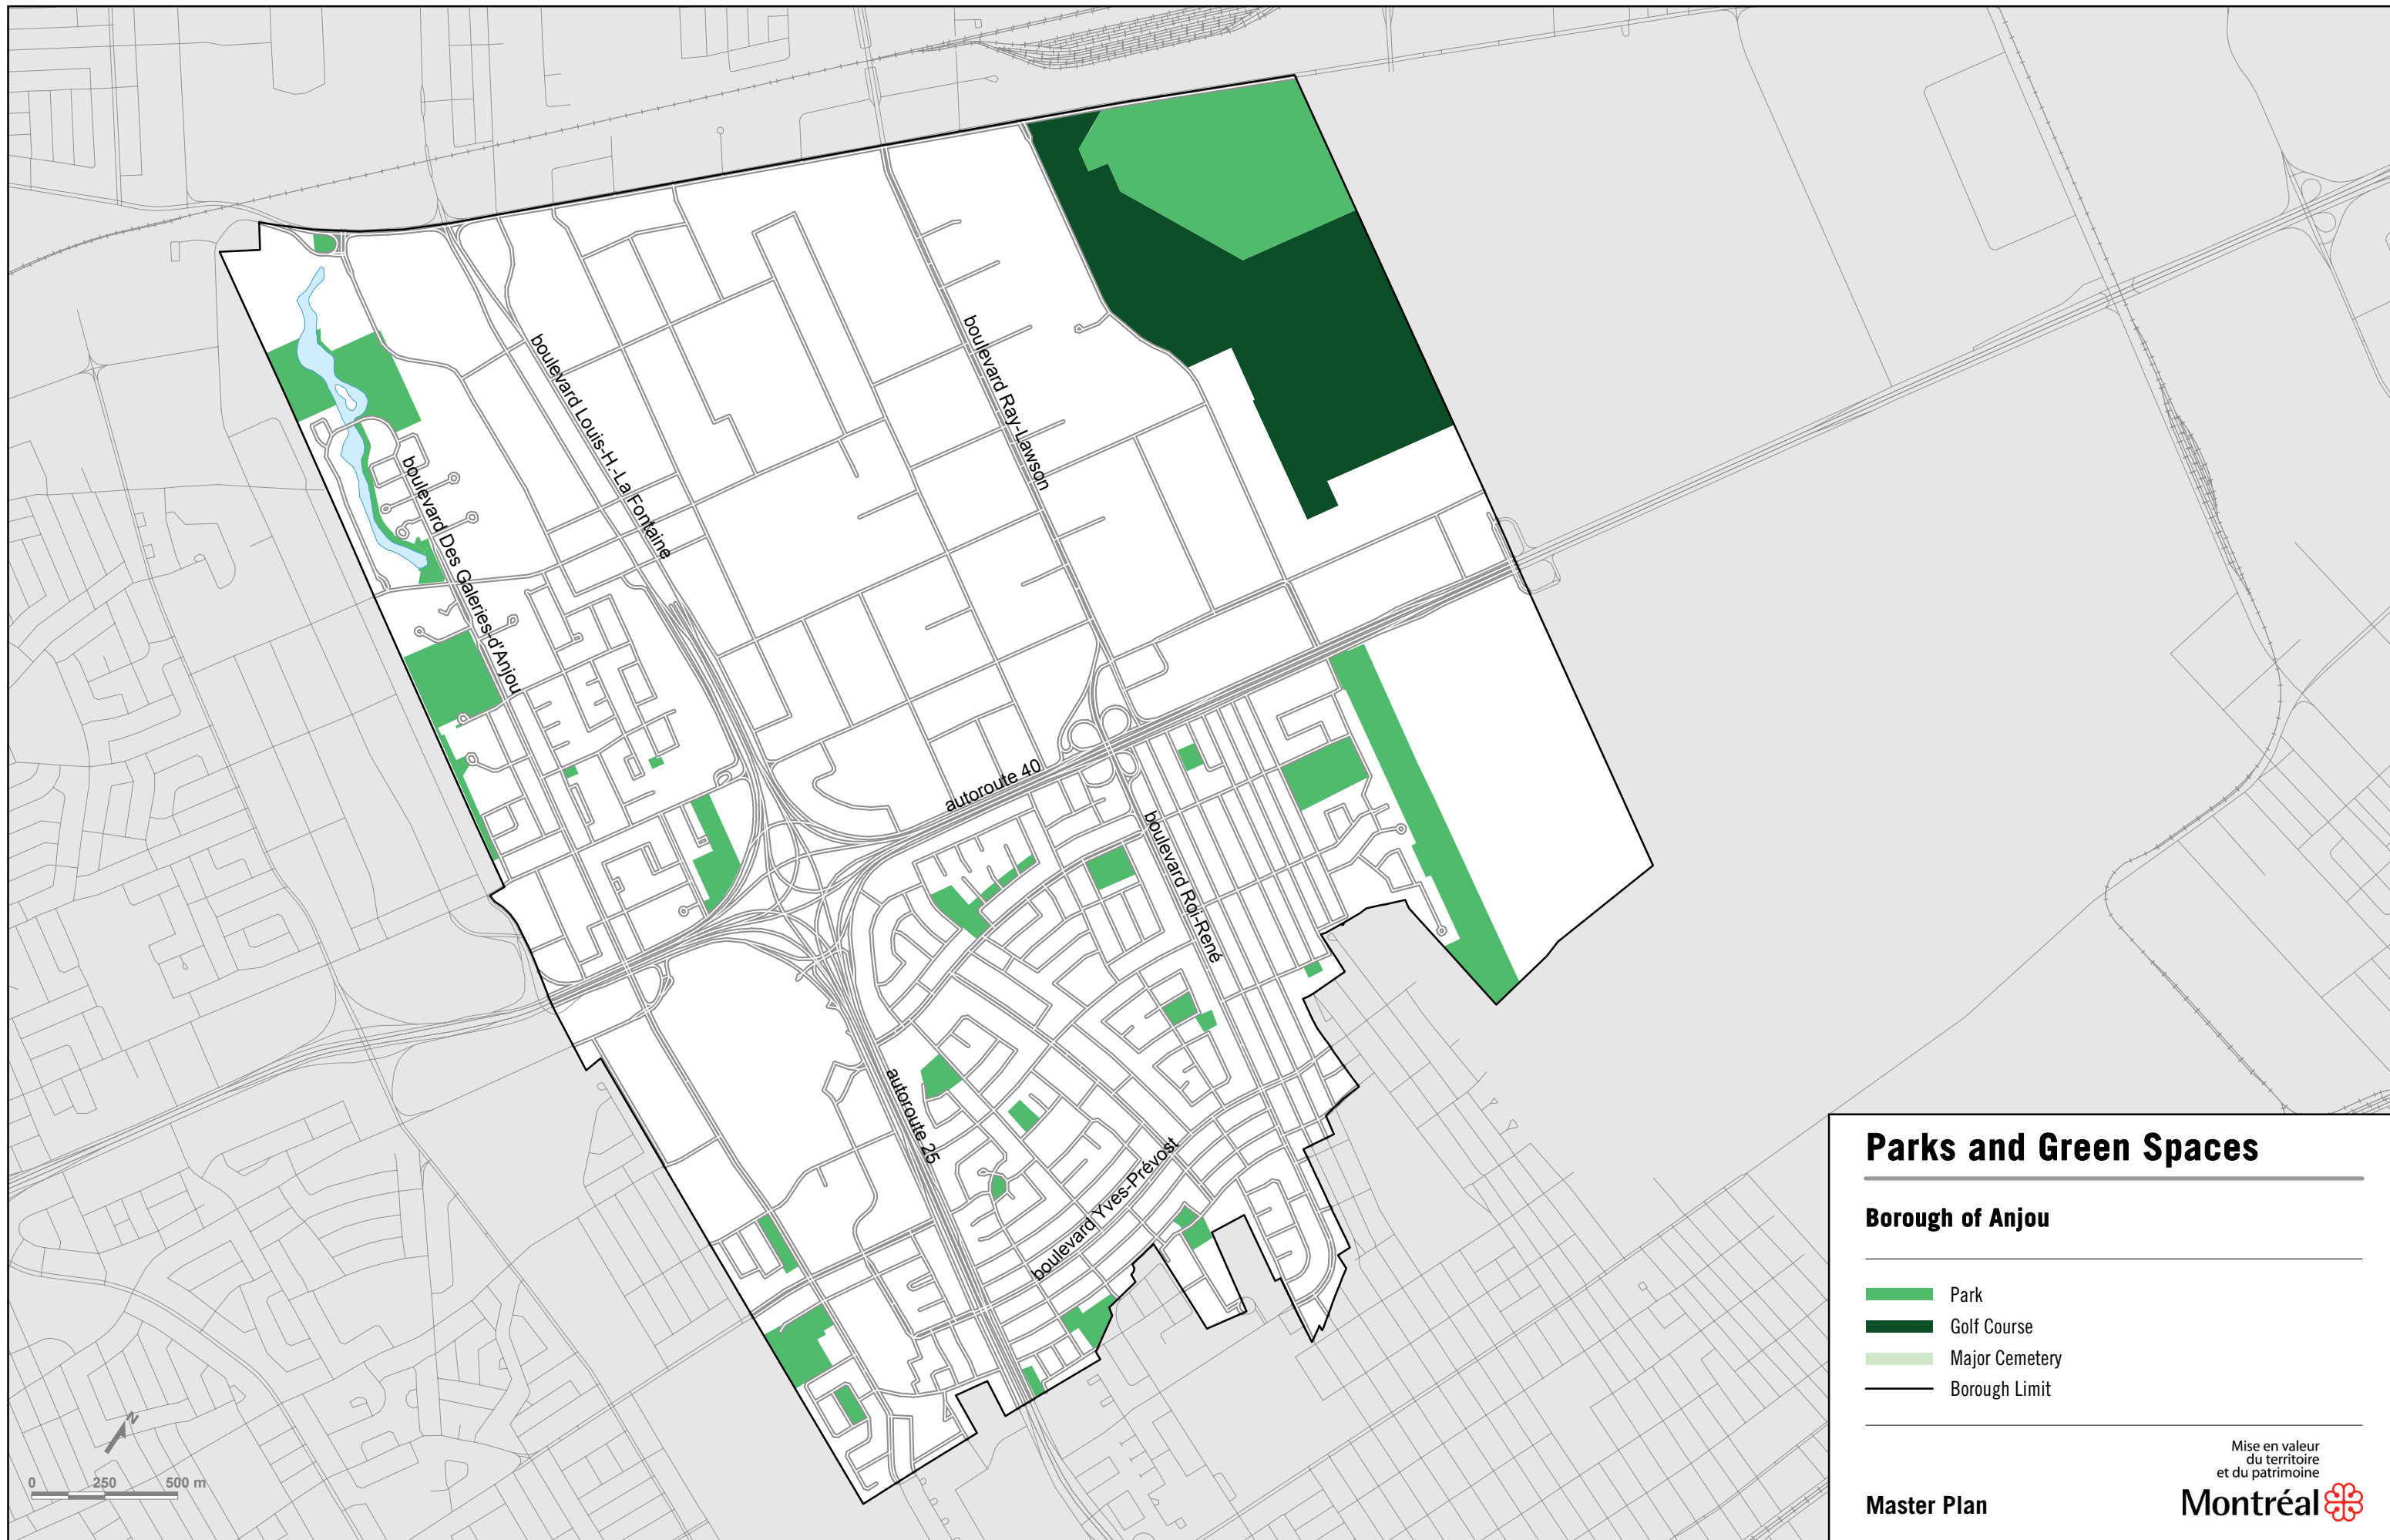 boulevard Louis-H.-La Fontaine
boulevard Ray-Lawson
boulevard Des Galeries-d'Anjou
autoroute 40
boulevard Roi-René
autoroute 25
boulevard Yves-Prévost
N
0 250 500 m
Parks and Green Spaces
Borough of Anjou
Park
Golf Course
Major Cemetery
Borough Limit
Mise en valeur
du territoire
et du patrimoine
Master Plan
Montréal